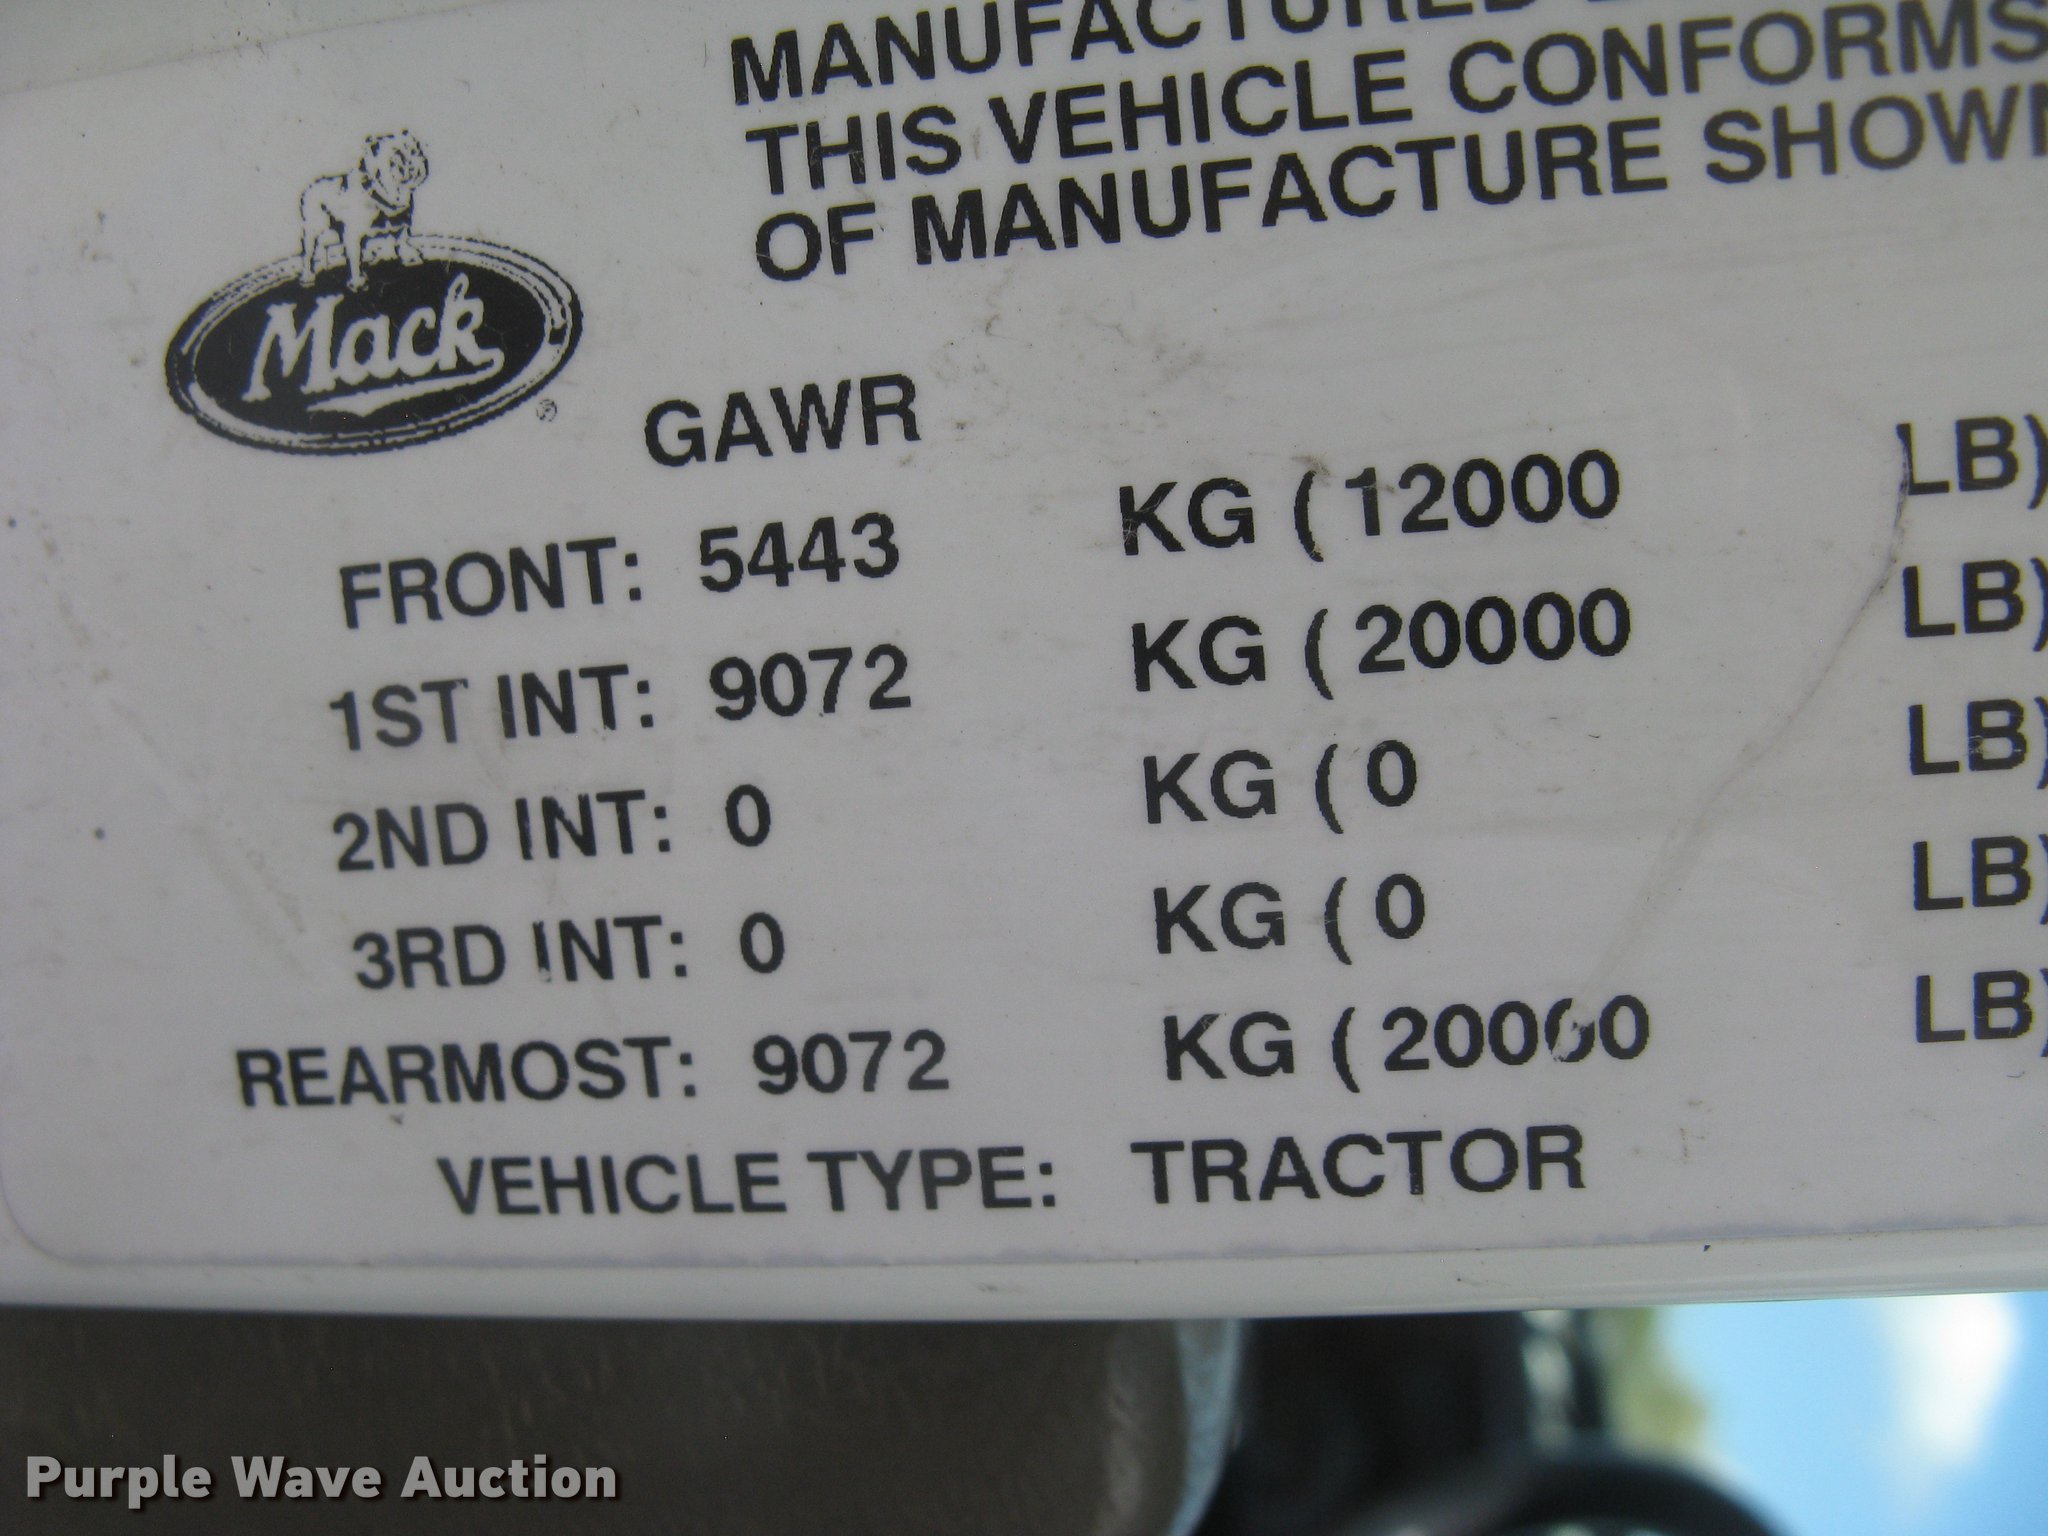 MANUFACTURED
THIS VEHICLE CONFORMS
OF MANUFACTURE SHOWN
Mack
®
GAWR
FRONT: 5443 KG ( 12000 LB)
1ST INT: 9072 KG ( 20000 LB)
2ND INT: 0 KG ( 0 LB)
3RD INT: 0 KG ( 0 LB)
REARMOST: 9072 KG ( 20000 LB)
VEHICLE TYPE: TRACTOR
Purple Wave Auction